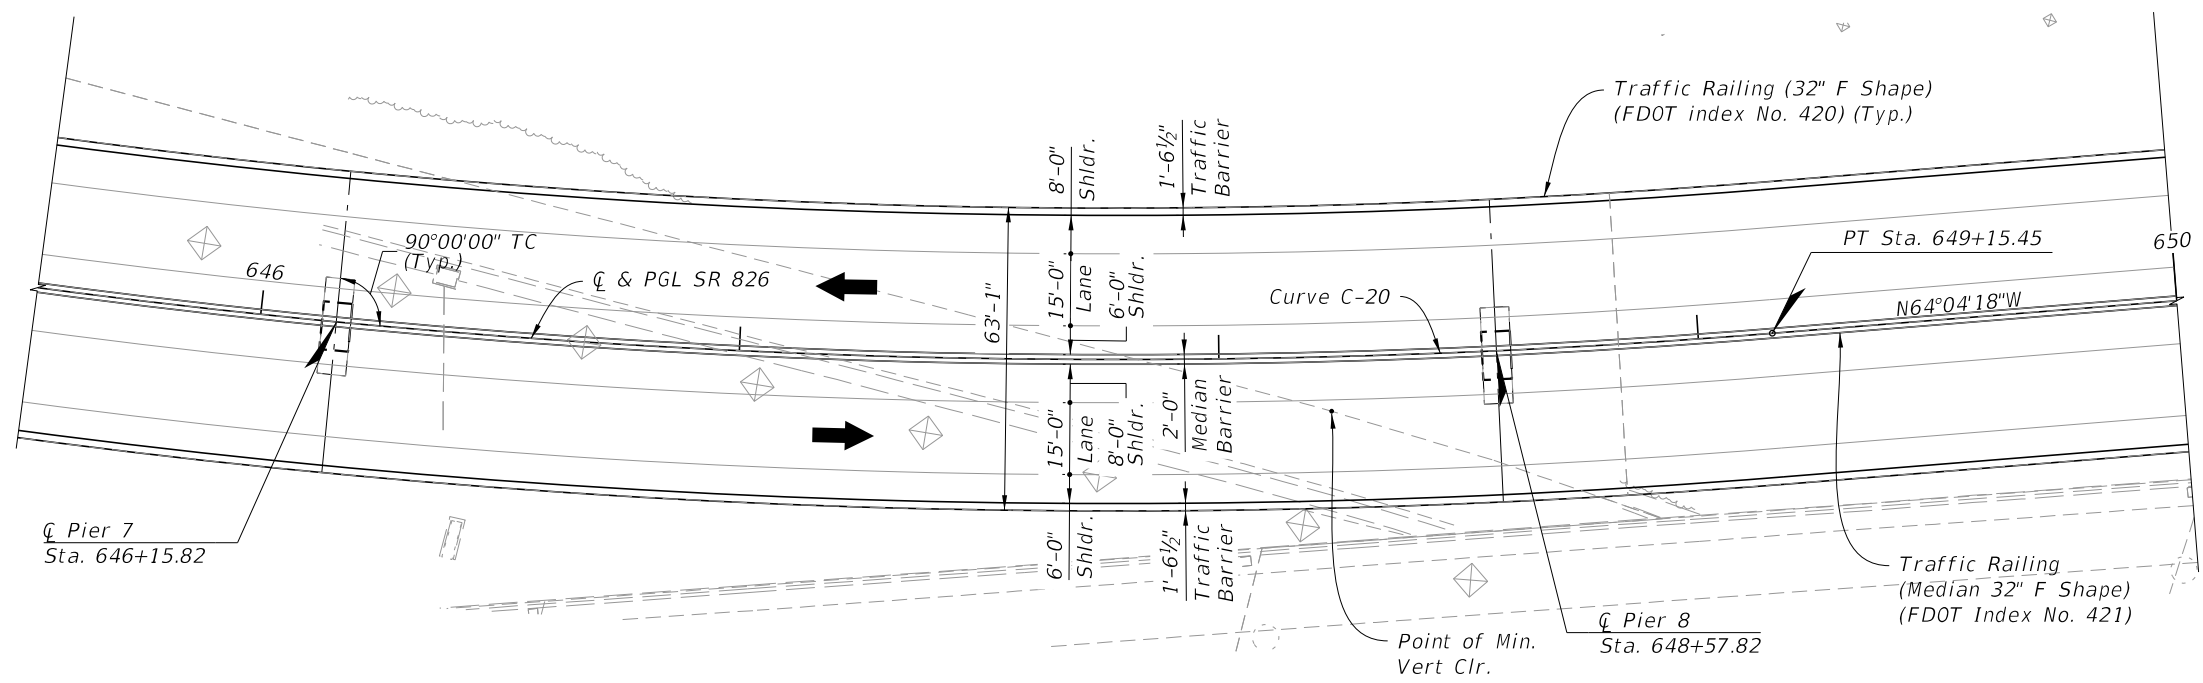 Traffic Railing (32" F Shape)
(FDOT index No. 420) (Typ.)
8'-0"
Shldr.
1'-6½"
Traffic
Barrier
90°00'00" TC
(Typ.)
646
℄ & PGL SR 826
63'-1"
15'-0"
Lane
6'-0"
Shldr.
Curve C-20
PT Sta. 649+15.45
650
N64°04'18"W
15'-0"
Lane
8'-0"
Shldr.
2'-0"
Median
Barrier
℄ Pier 7
Sta. 646+15.82
6'-0"
Shldr.
1'-6½"
Traffic
Barrier
Point of Min.
Vert Clr.
℄ Pier 8
Sta. 648+57.82
Traffic Railing
(Median 32" F Shape)
(FDOT Index No. 421)